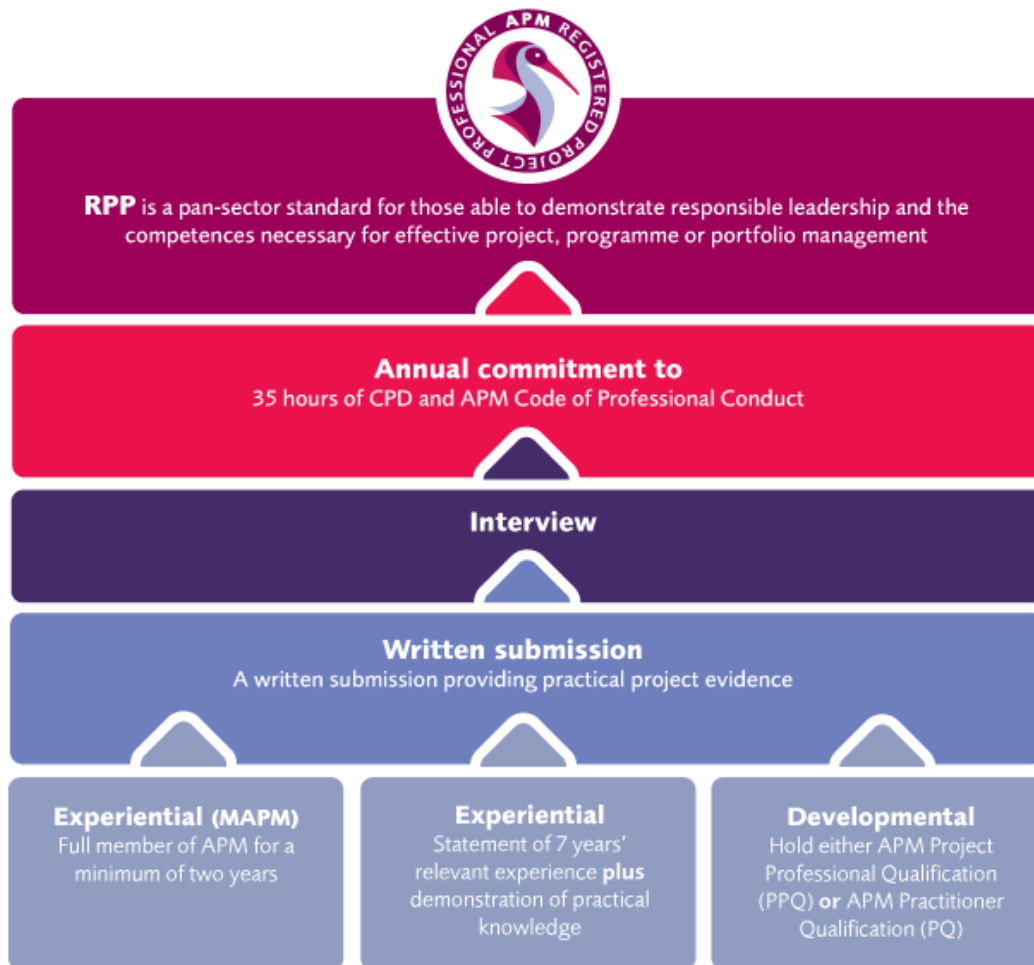 APM REGISTERED PROJECT PROFESSIONAL PROFESSIONAL
RPP is a pan-sector standard for those able to demonstrate responsible leadership and the
competences necessary for effective project, programme or portfolio management
Annual commitment to
35 hours of CPD and APM Code of Professional Conduct
Interview
Written submission
A written submission providing practical project evidence
Experiential (MAPM)
Full member of APM for a
minimum of two years
Experiential
Statement of 7 years’
relevant experience plus
demonstration of practical
knowledge
Developmental
Hold either APM Project
Professional Qualification
(PPQ) or APM Practitioner
Qualification (PQ)